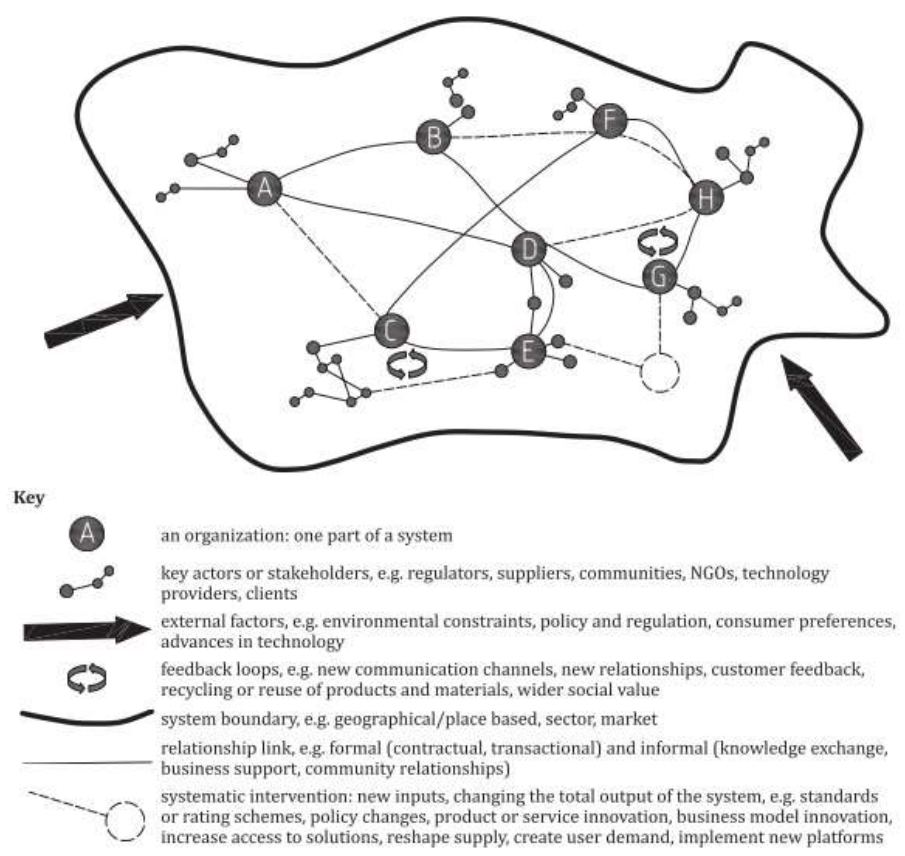 A
B
F
H
D
G
C
E
Key
A
an organization: one part of a system
key actors or stakeholders, e.g. regulators, suppliers, communities, NGOs, technology
providers, clients
external factors, e.g. environmental constraints, policy and regulation, consumer preferences,
advances in technology
feedback loops, e.g. new communication channels, new relationships, customer feedback,
recycling or reuse of products and materials, wider social value
system boundary, e.g. geographical/place based, sector, market
relationship link, e.g. formal (contractual, transactional) and informal (knowledge exchange,
business support, community relationships)
systematic intervention: new inputs, changing the total output of the system, e.g. standards
or rating schemes, policy changes, product or service innovation, business model innovation,
increase access to solutions, reshape supply, create user demand, implement new platforms